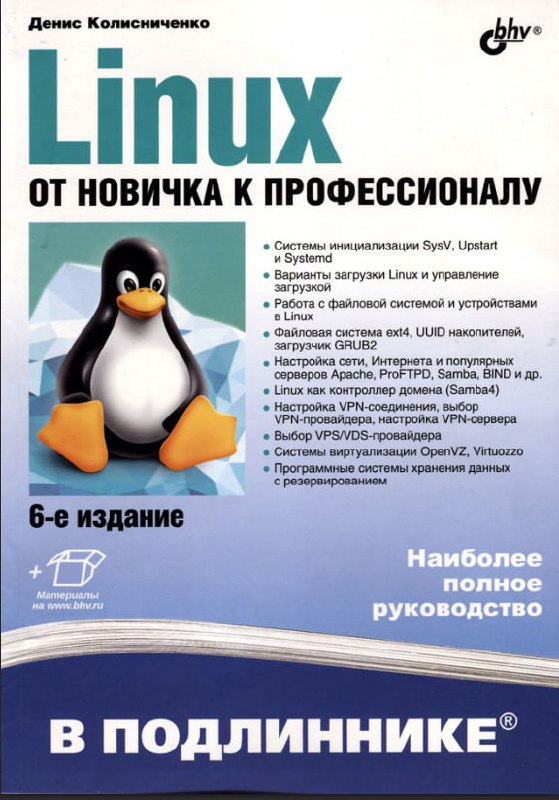 Денис Колисниченко
bhv®
Linux
ОТ НОВИЧКА К ПРОФЕССИОНАЛУ
• Системы инициализации SysV, Upstart
и Systemd
• Варианты загрузки Linux и управление
загрузкой
• Работа с файловой системой и устройствами
в Linux
• Файловая система ext4, UUID накопителей,
загрузчик GRUB2
• Настройка сети, Интернета и популярных
серверов Apache, ProFTPD, Samba, BIND и др.
• Linux как контроллер домена (Samba4)
• Настройка VPN-соединения, выбор
VPN-провайдера, настройка VPN-сервера
• Выбор VPS/VDS-провайдера
• Системы виртуализации OpenVZ, Virtuozzo
• Программные системы хранения данных
с резервированием
6-е издание
+
Материалы
на www.bhv.ru
Наиболее
полное
руководство
В ПОДЛИННИКЕ®